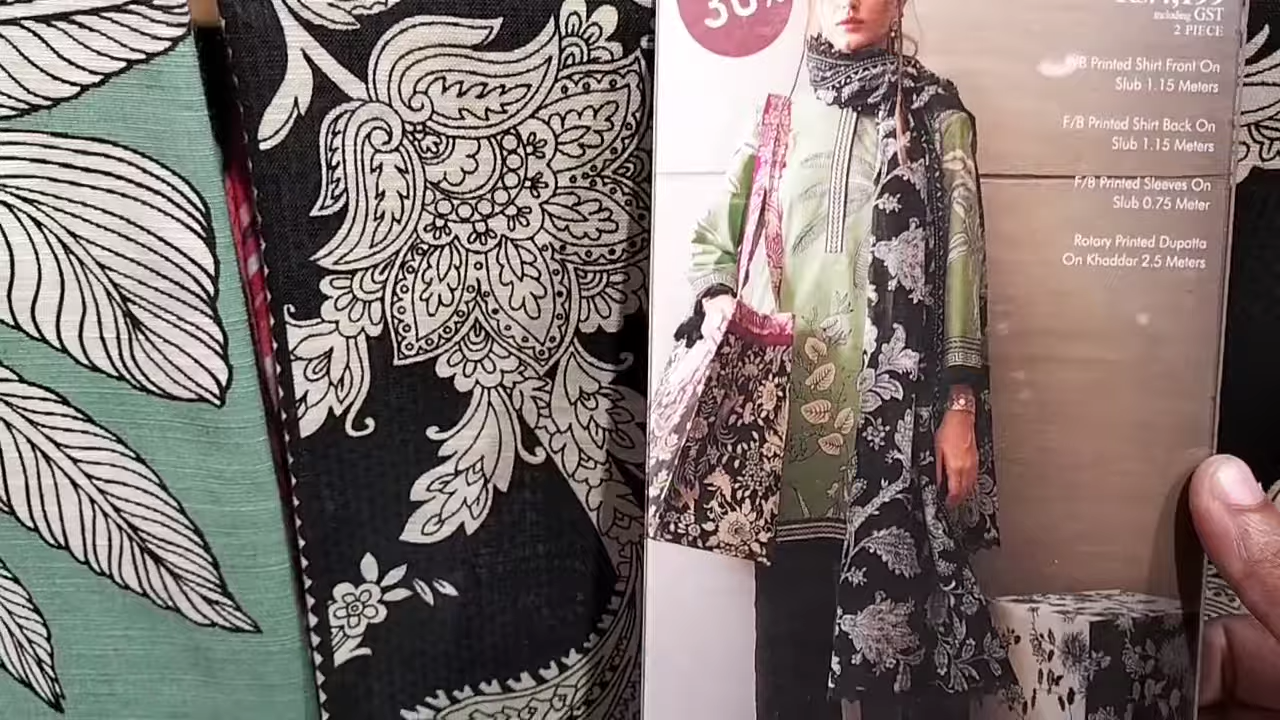 30%
including GST
2 PIECE
Printed Shirt Front On
Slub 1.15 Meters
F/B Printed Shirt Back On
Slub 1.15 Meters
F/B Printed Sleeves On
Slub 0.75 Meter
Rotary Printed Dupatta
On Khaddar 2.5 Meters